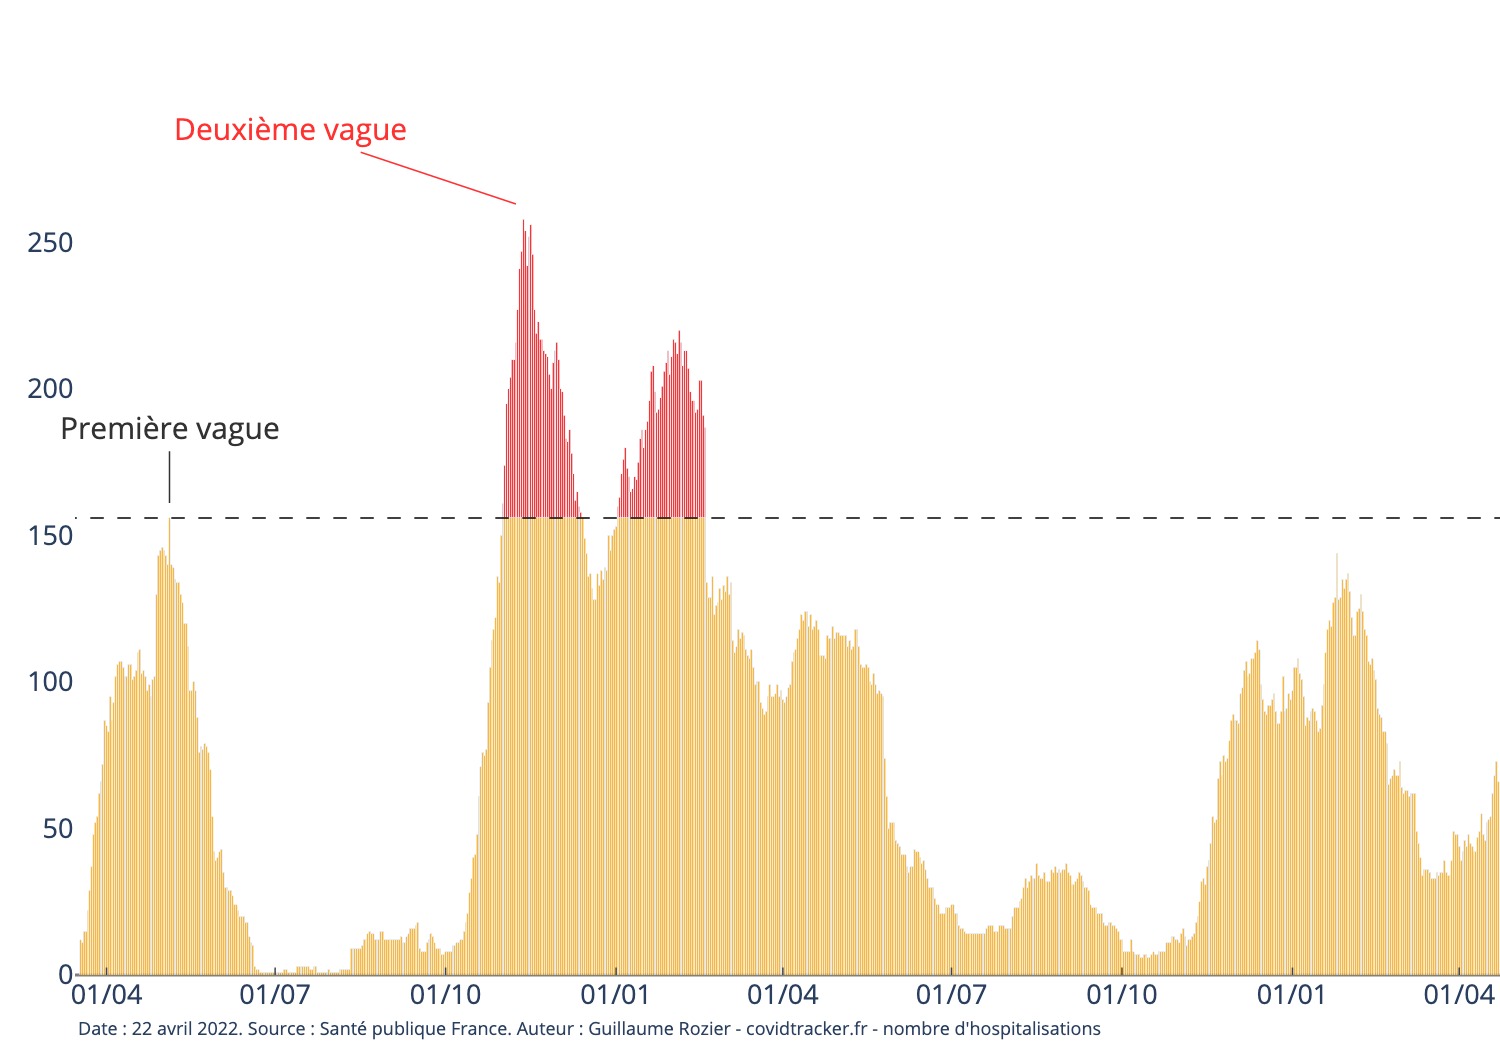 Deuxième vague
250
200
Première vague
150
100
50
0
01/04 01/07 01/10 01/01 01/04 01/07 01/10 01/01 01/04
Date : 22 avril 2022. Source : Santé publique France. Auteur : Guillaume Rozier - covidtracker.fr - nombre d'hospitalisations